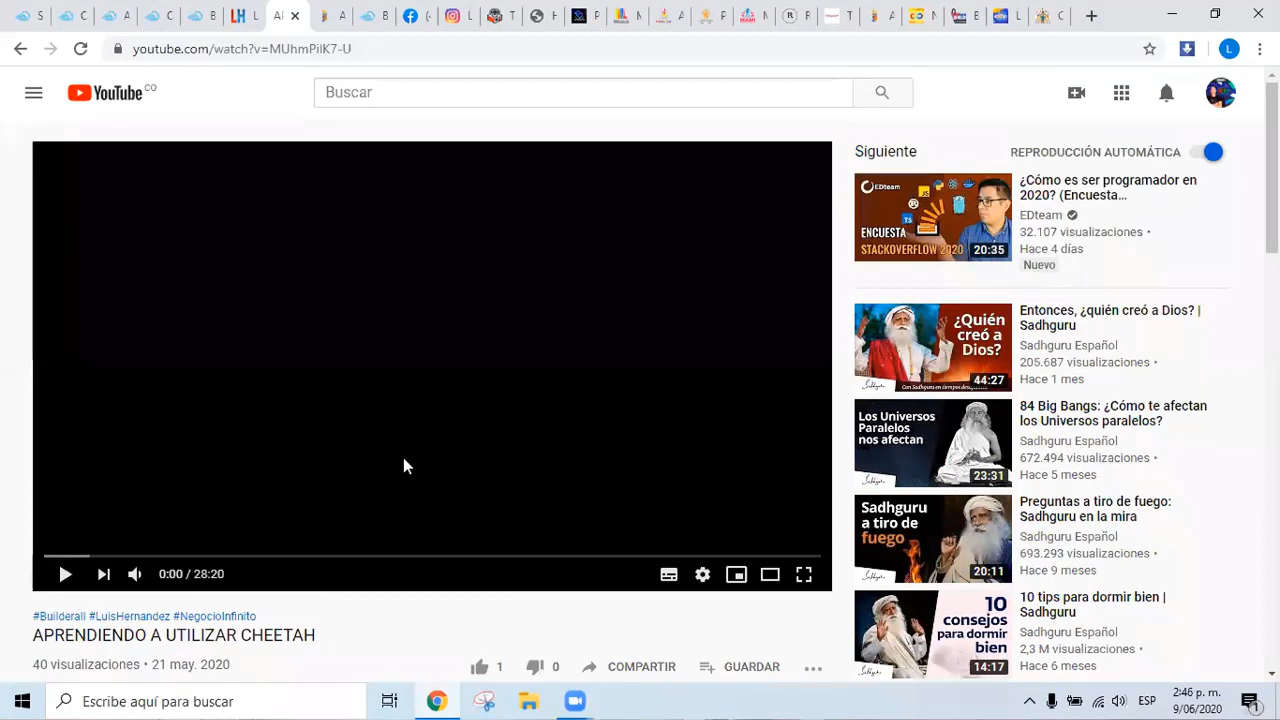 youtube.com/watch?v=MUhmPiIK7-U
YouTube CO
Buscar
L
Siguiente
REPRODUCCIÓN AUTOMÁTICA
EDteam
ENCUESTA
STACKOVERFLOW 2020
20:35
¿Cómo es ser programador en
2020? (Encuesta...
EDteam
32.107 visualizaciones •
Hace 4 días
Nuevo
¿Quién
creó a
Dios?
44:27
Entonces, ¿quién creó a Dios? |
Sadhguru
Sadhguru Español
205.687 visualizaciones •
Hace 1 mes
Los Universos
Paralelos
nos afectan
23:31
84 Big Bangs: ¿Cómo te afectan
los Universos paralelos?
Sadhguru Español
672.494 visualizaciones •
Hace 5 meses
Sadhguru
a tiro de
fuego
20:11
Preguntas a tiro de fuego:
Sadhguru en la mira
Sadhguru Español
693.293 visualizaciones •
Hace 9 meses
10
consejos
para dormir
bien
14:17
10 tips para dormir bien |
Sadhguru
Sadhguru Español
2,3 M visualizaciones •
Hace 6 meses
0:00 / 28:20
#Builderall #LuisHernandez #NegocioInfinito
APRENDIENDO A UTILIZAR CHEETAH
40 visualizaciones • 21 may. 2020
1
0
COMPARTIR
GUARDAR
Escribe aquí para buscar
ESP
2:46 p. m.
9/06/2020